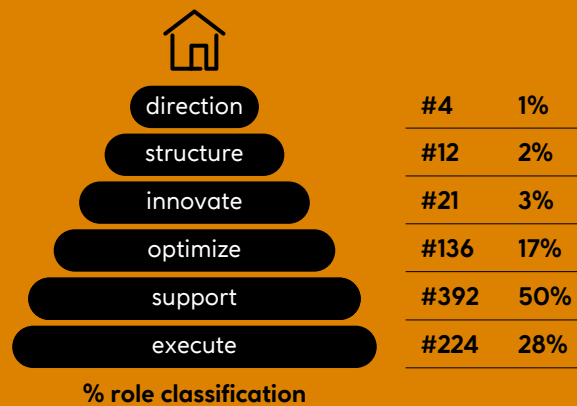 direction #4 1%
structure #12 2%
innovate #21 3%
optimize #136 17%
support #392 50%
execute #224 28%
% role classification